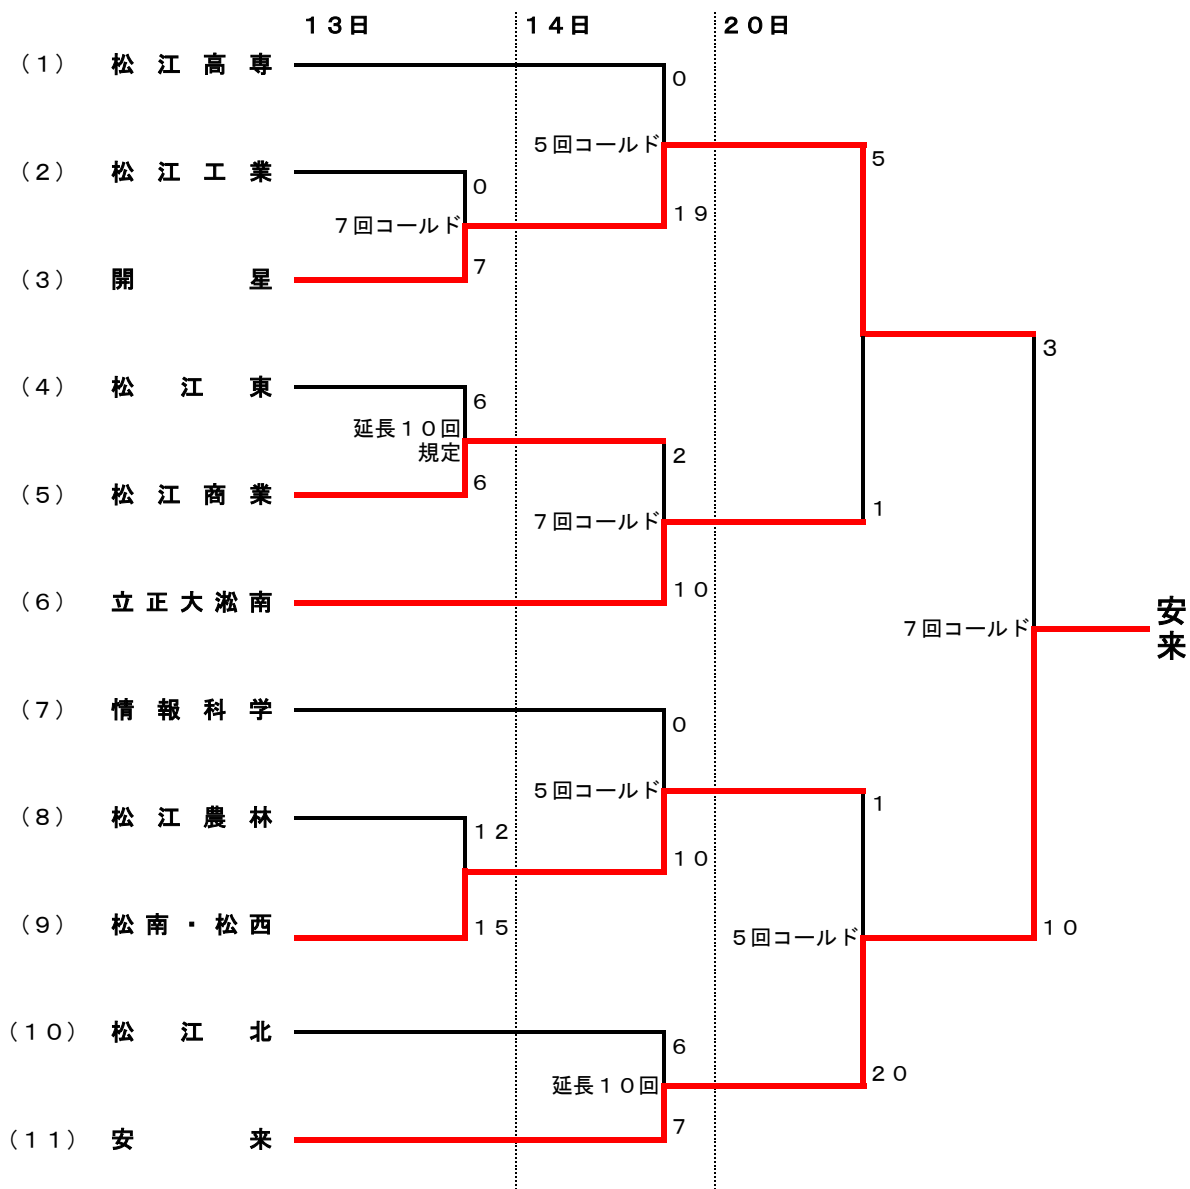 １３日 １４日 ２０日
（１） 松江高専
０
５回コールド
５
（２） 松江工業
０
１９
７回コールド
（３） 開星
７
３
（４） 松江東
６
延長１０回
規定
２
（５） 松江商業
６
１
７回コールド
１０
（６） 立正大淞南
安来
７回コールド
（７） 情報科学
０
５回コールド
１
（８） 松江農林
１２
１０
（９） 松南・松西
１５
１０
５回コールド
（１０） 松江北
６
２０
延長１０回
（１１） 安来
７